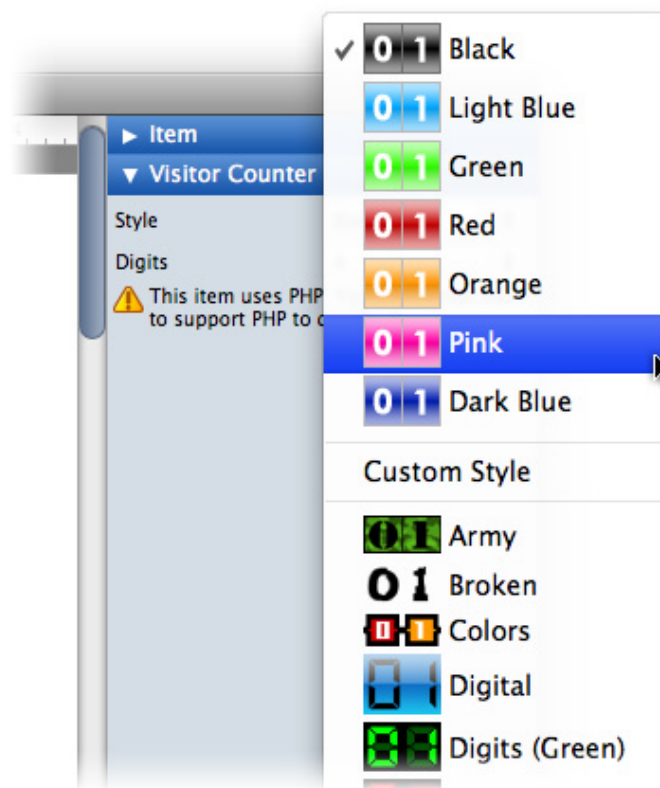 Item
Visitor Counter
Style
Digits
This item uses PHP
to support PHP to
01 Black
01 Light Blue
01 Green
01 Red
01 Orange
01 Pink
01 Dark Blue
Custom Style
01 Army
01 Broken
01 Colors
01 Digital
01 Digits (Green)